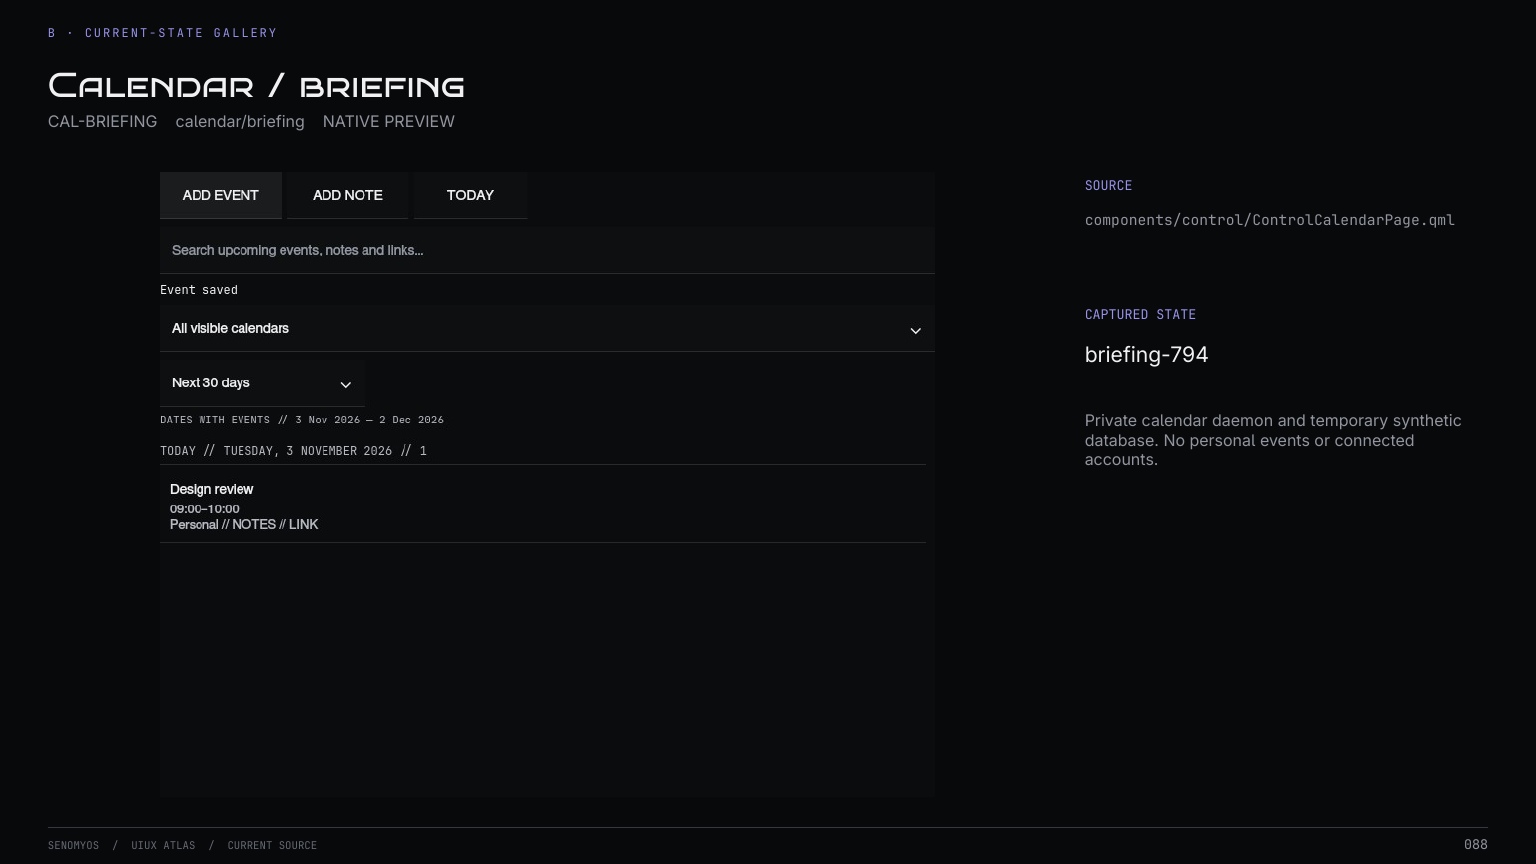 B · CURRENT-STATE GALLERY
Calendar / briefing
CAL-BRIEFING calendar/briefing NATIVE PREVIEW
ADD EVENT ADD NOTE TODAY
Search upcoming events, notes and links...
Event saved
All visible calendars
Next 30 days
DATES WITH EVENTS // 3 Nov 2026 — 2 Dec 2026
TODAY // TUESDAY, 3 NOVEMBER 2026 // 1
Design review
09:00–10:00
Personal // NOTES // LINK
SOURCE
components/control/ControlCalendarPage.qml
CAPTURED STATE
briefing-794
Private calendar daemon and temporary synthetic
database. No personal events or connected
accounts.
SENOMYOS / UIUX ATLAS / CURRENT SOURCE
088